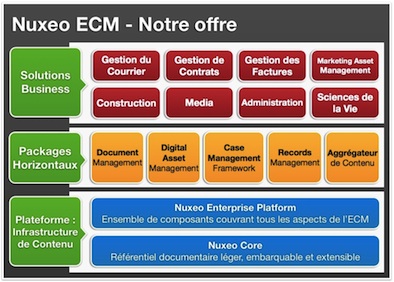 Nuxeo ECM - Notre offre
Solutions
Business
Gestion du
Courrier
Gestion de
Contrats
Gestion des
Factures
Marketing Asset
Management
Construction
Media
Administration
Sciences de
la Vie
Packages
Horizontaux
Document
Management
Digital
Asset
Management
Case
Management
Framework
Records
Management
Aggrégateur
de Contenu
Plateforme :
Infrastructure
de Contenu
Nuxeo Enterprise Platform
Ensemble de composants couvrant tous les aspects de l'ECM
Nuxeo Core
Référentiel documentaire léger, embarquable et extensible